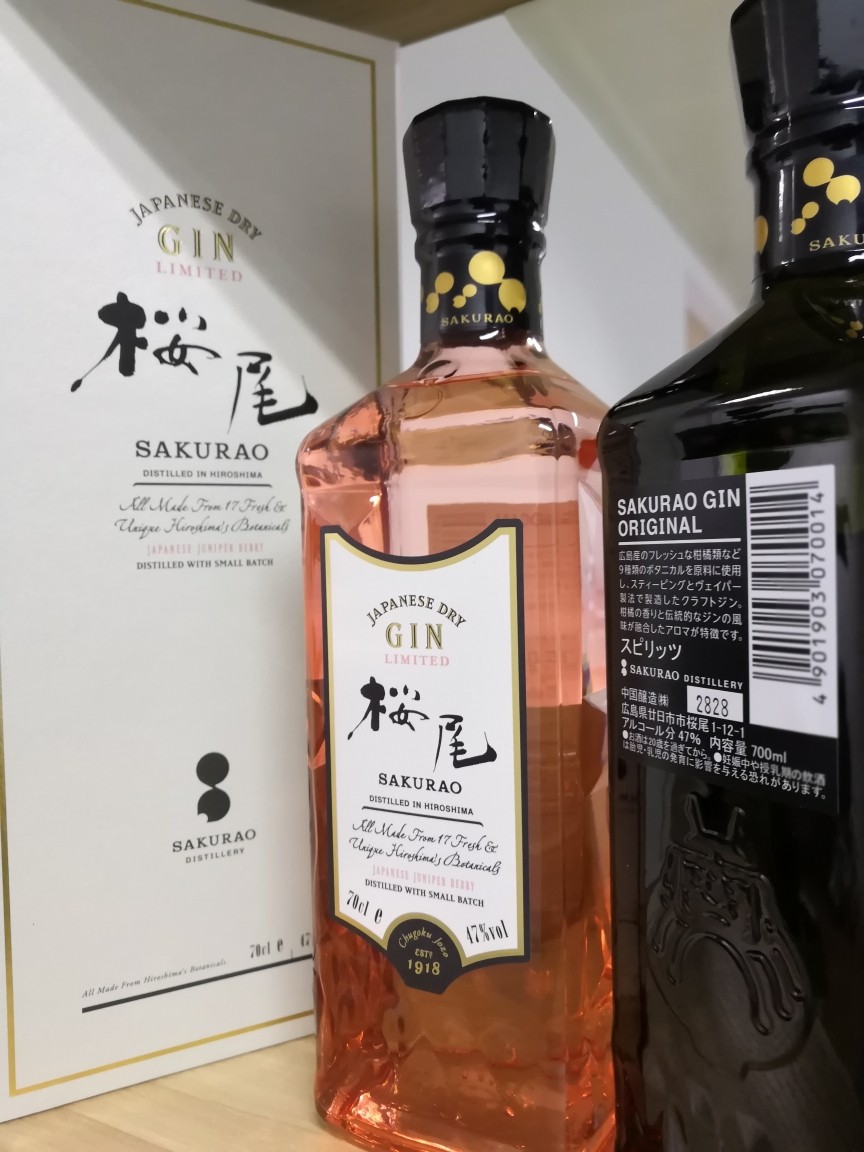 JAPANESE DRY
GIN
LIMITED
桜尾
SAKURAO
DISTILLED IN HIROSHIMA
All Made From 17 Fresh &
Unique Hiroshima's Botanicals
JAPANESE JUNIPER BERRY
DISTILLED WITH SMALL BATCH
SAKURAO
DISTILLERY
70cl e 47
All Made From Hiroshima's Botanicals.
SAKURAO
JAPANESE DRY
GIN
LIMITED
桜尾
SAKURAO
DISTILLED IN HIROSHIMA
All Made From 17 Fresh &
Unique Hiroshima's Botanicals
JAPANESE JUNIPER BERRY
DISTILLED WITH SMALL BATCH
70cl e 47%vol
Chugoku Jozo
ESTD
1918
SAKU
SAKURAO GIN
ORIGINAL
広島産のフレッシュな柑橘類など
9種類のボタニカルを原料に使用
し、スティーピングとヴェイパー
製法で製造したクラフトジン。
柑橘の香りと伝統的なジンの風
味が融合したアロマが特徴です。
スピリッツ
SAKURAO DISTILLERY
中国醸造㈱ 2828
広島県廿日市市桜尾1-12-1
アルコール分 47% 内容量 700ml
●お酒は20歳を過ぎてから。●妊娠中や授乳期の飲酒
は胎児・乳児の発育に影響を与える恐れがあります。
4 901903 070014